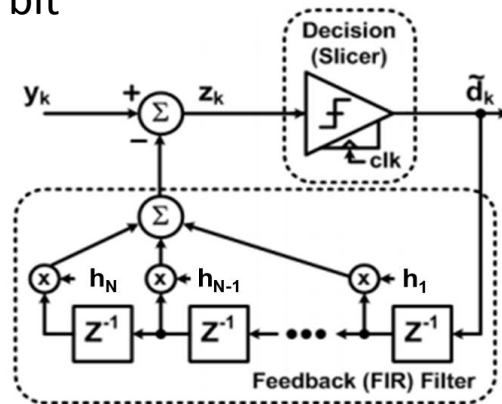 bit
Decision
(Slicer)
yₖ + Σ zₖ d̃ₖ
−
clk
Σ
x hN x hN-1 x h1
Z⁻¹ Z⁻¹ ••• Z⁻¹
Feedback (FIR) Filter